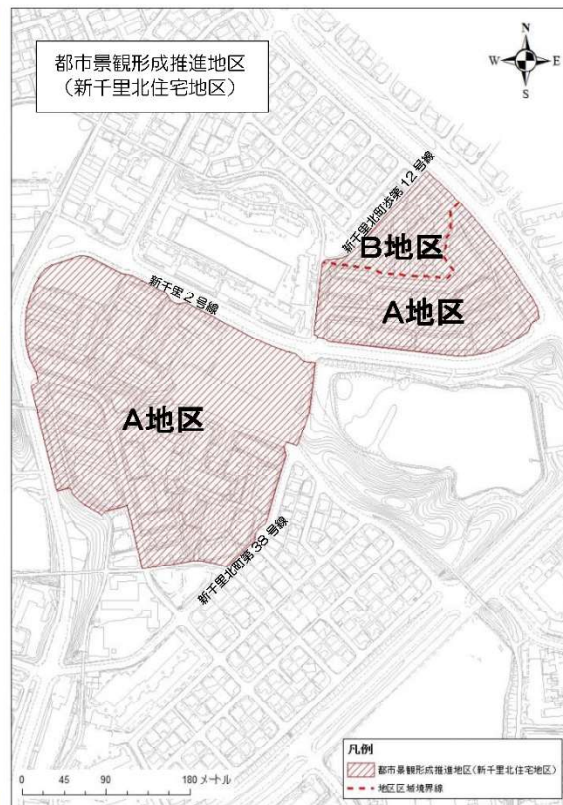 都市景観形成推進地区
（新千里北住宅地区）
N
W E
S
新千里北町歩第12号線
B地区
A地区
新千里2号線
A地区
新千里北町第38号線
凡例
都市景観形成推進地区(新千里北住宅地区)
地区区域境界線
0 45 90 180 メートル